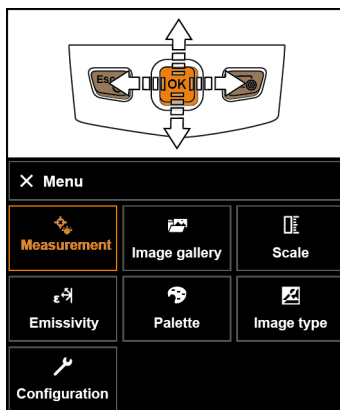 Esc
OK
Menu
Measurement
Image gallery
Scale
ε
Emissivity
Palette
Image type
Configuration